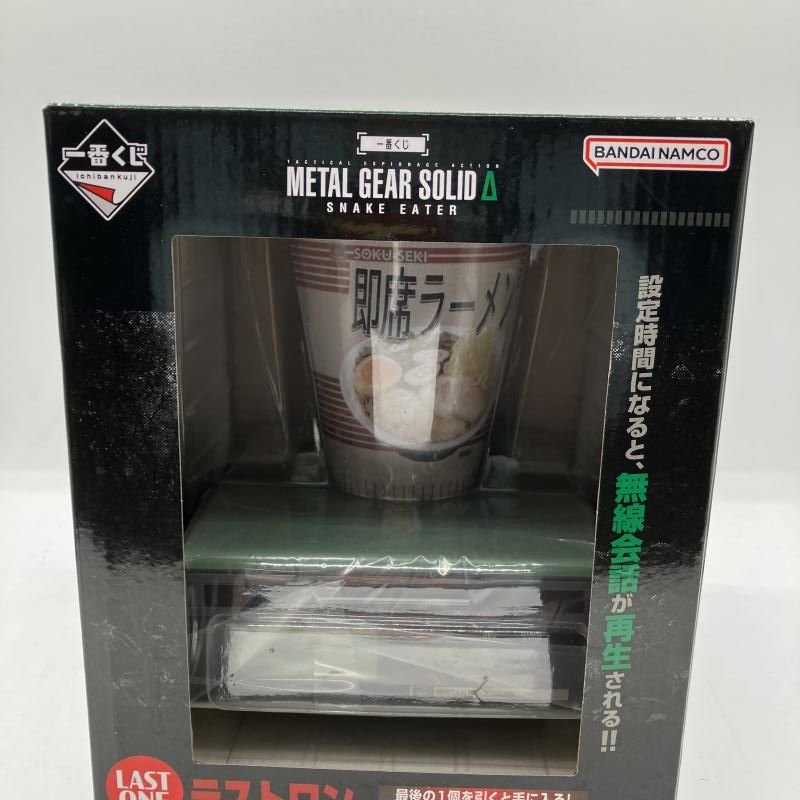 一番くじ
ichibankuji
一番くじ
TACTICAL ESPIONAGE ACTION
METAL GEAR SOLID Δ
SNAKE EATER
BANDAI NAMCO
SOKU-SEKI
即席ラーメン
設定時間になると、無線会話が再生される!!
LAST
ONE
ラストワン
最後の1個を引くと手に入る!